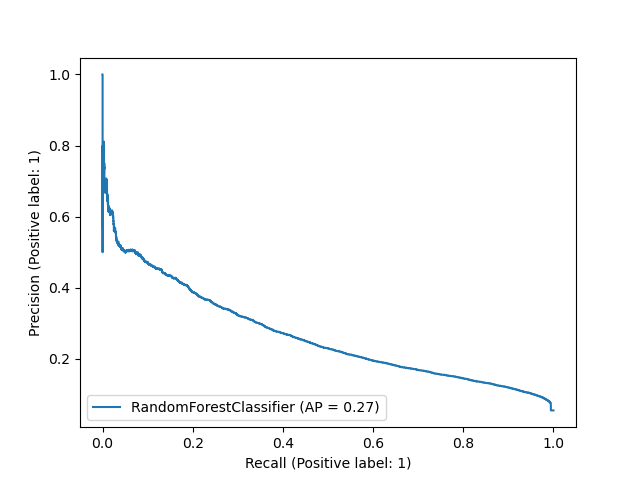 1.0
0.8
0.6
0.4
0.2
Precision (Positive label: 1)
RandomForestClassifier (AP = 0.27)
0.0 0.2 0.4 0.6 0.8 1.0
Recall (Positive label: 1)